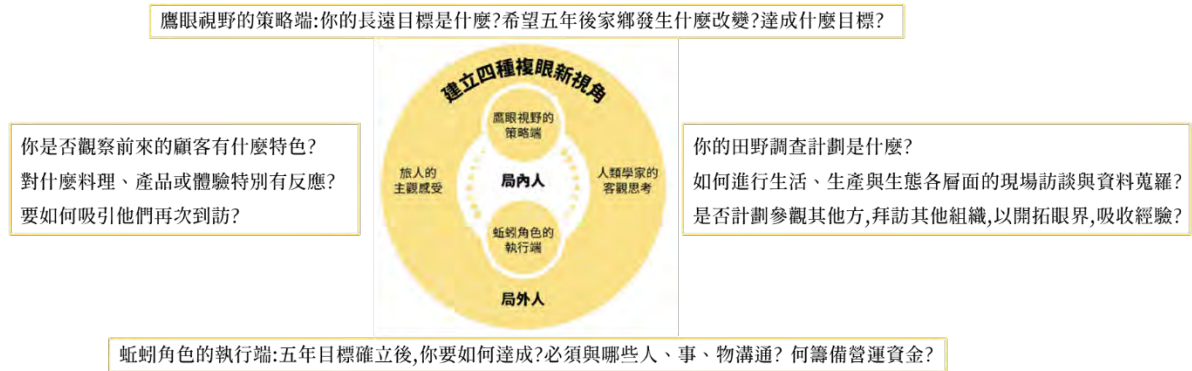 鷹眼視野的策略端:你的長遠目標是什麼?希望五年後家鄉發生什麼改變?達成什麼目標?
建立四種複眼新視角
鷹眼視野的
策略端
你是否觀察前來的顧客有什麼特色?
對什麼料理、產品或體驗特別有反應?
要如何吸引他們再次到訪?
旅人的
主觀感受
局內人
人類學家的
客觀思考
你的田野調查計劃是什麼?
如何進行生活、生產與生態各層面的現場訪談與資料蒐羅?
是否計劃參觀其他方,拜訪其他組織,以開拓眼界,吸收經驗?
蚯蚓角色的
執行端
局外人
蚯蚓角色的執行端:五年目標確立後,你要如何達成?必須與哪些人、事、物溝通? 何籌備營運資金?